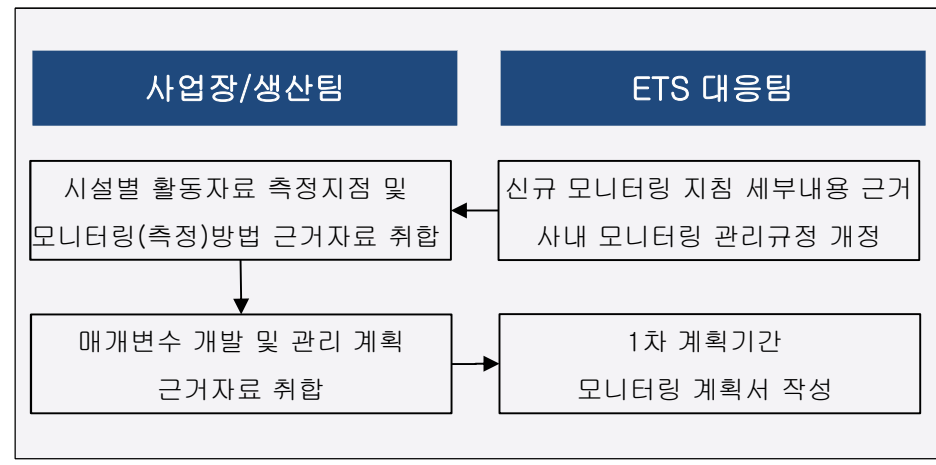 사업장/생산팀
ETS 대응팀
시설별 활동자료 측정지점 및
모니터링(측정)방법 근거자료 취합
신규 모니터링 지침 세부내용 근거
사내 모니터링 관리규정 개정
매개변수 개발 및 관리 계획
근거자료 취합
1차 계획기간
모니터링 계획서 작성